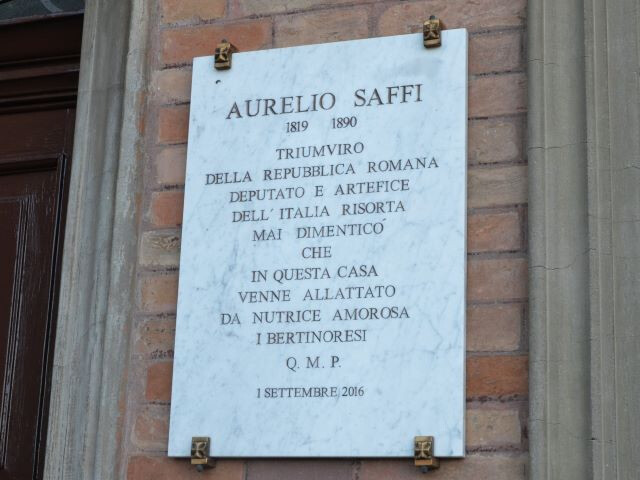 AURELIO SAFFI
1819 1890
TRIUMVIRO
DELLA REPUBBLICA ROMANA
DEPUTATO E ARTEFICE
DELL' ITALIA RISORTA
MAI DIMENTICO'
CHE
IN QUESTA CASA
VENNE ALLATTATO
DA NUTRICE AMOROSA
I BERTINORESI
Q. M. P.
1 SETTEMBRE 2016